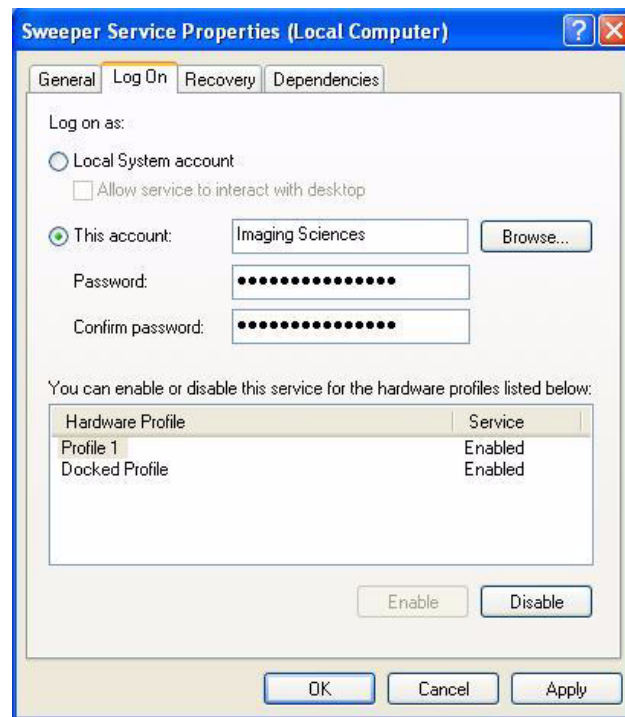 Sweeper Service Properties (Local Computer)
General Log On Recovery Dependencies
Log on as:
Local System account
Allow service to interact with desktop
This account: Imaging Sciences Browse...
Password: •••••••••••••••
Confirm password: •••••••••••••••
You can enable or disable this service for the hardware profiles listed below:
Hardware Profile Service
Profile 1 Enabled
Docked Profile Enabled
Enable Disable
OK Cancel Apply